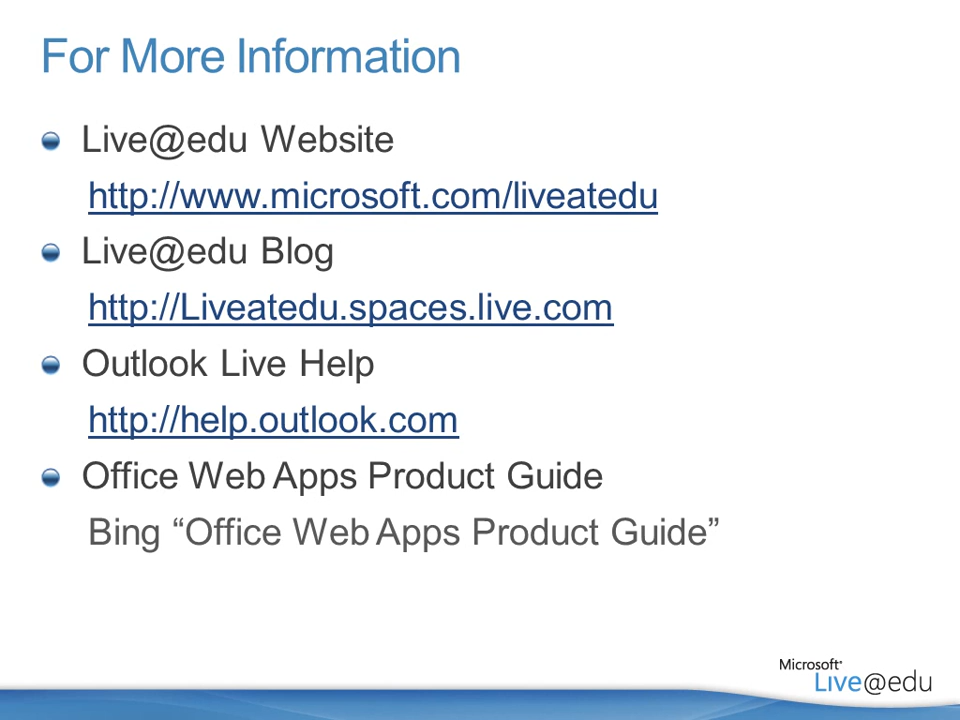 For More Information
Live@edu Website
http://www.microsoft.com/liveatedu
Live@edu Blog
http://Liveatedu.spaces.live.com
Outlook Live Help
http://help.outlook.com
Office Web Apps Product Guide
Bing “Office Web Apps Product Guide”
Microsoft®
Live@edu